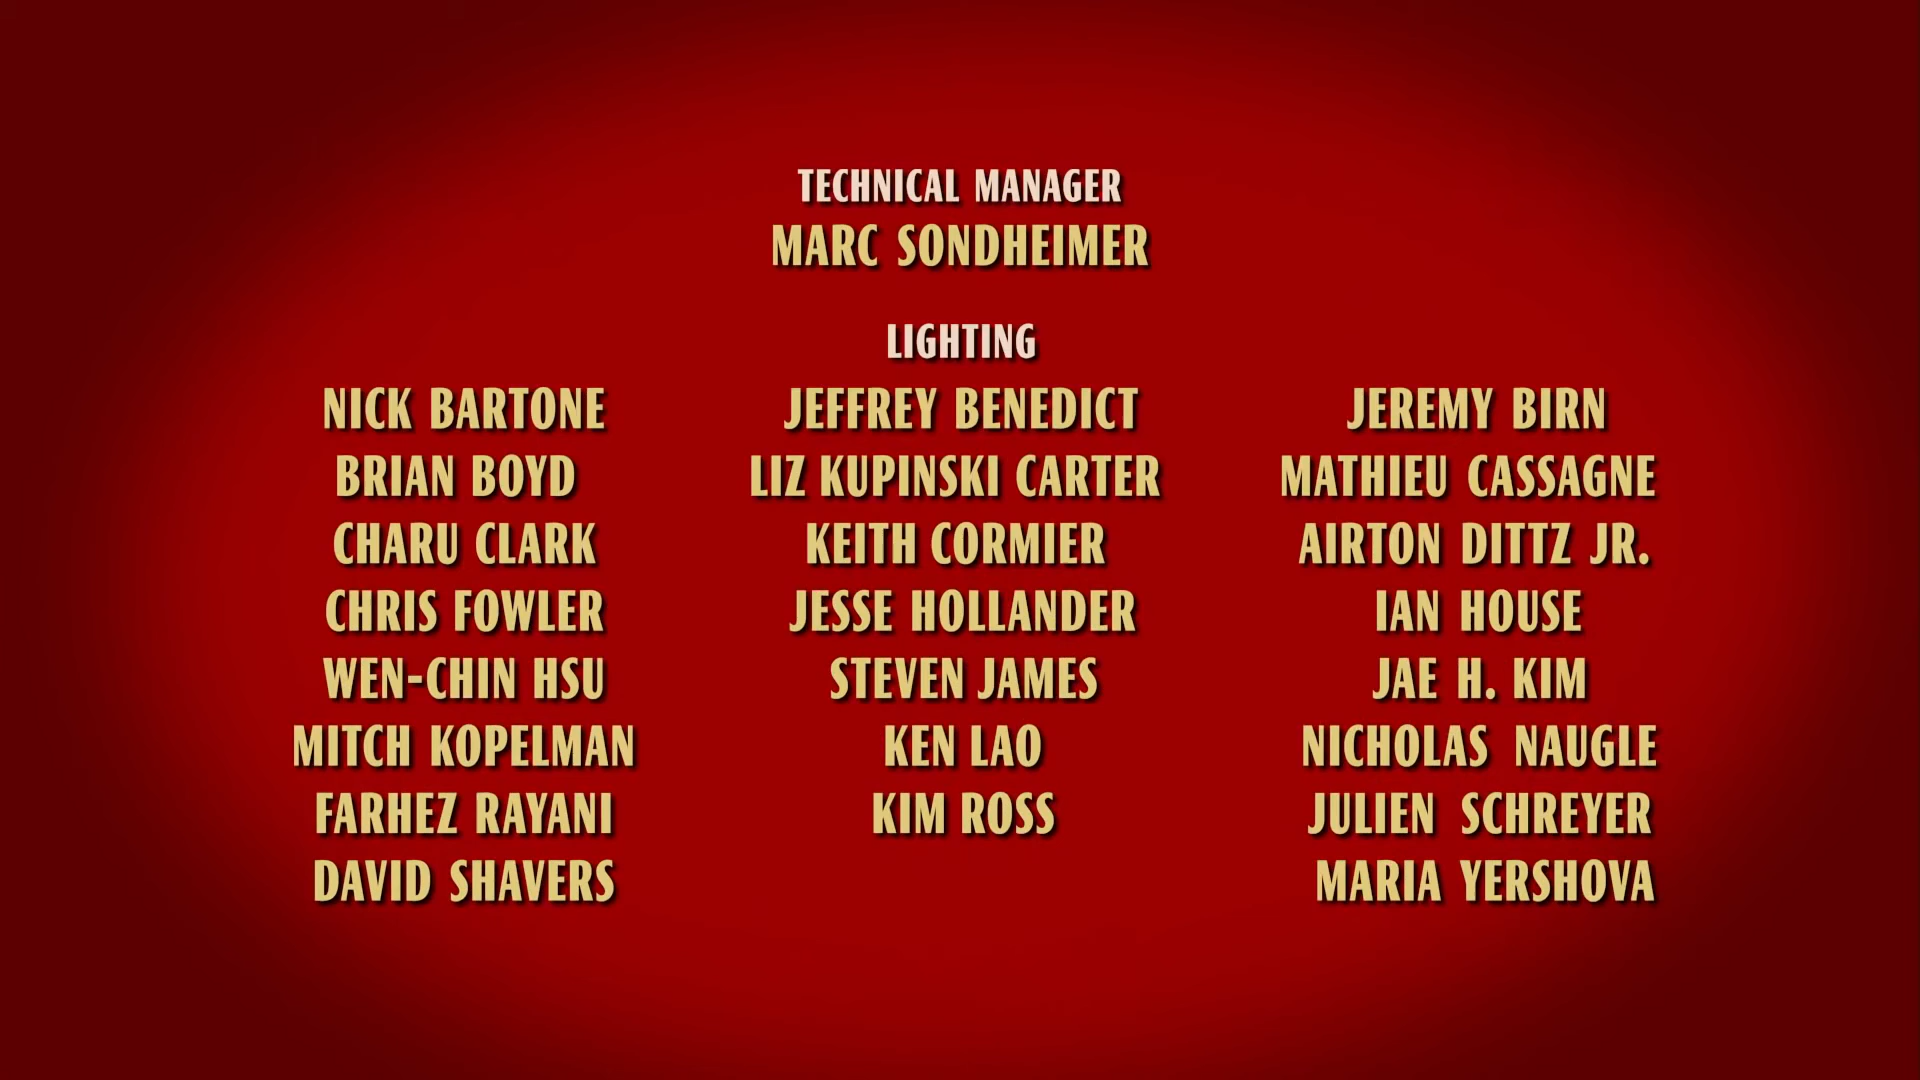 TECHNICAL MANAGER
MARC SONDHEIMER
LIGHTING
NICK BARTONE JEFFREY BENEDICT JEREMY BIRN
BRIAN BOYD LIZ KUPINSKI CARTER MATHIEU CASSAGNE
CHARU CLARK KEITH CORMIER AIRTON DITTZ JR.
CHRIS FOWLER JESSE HOLLANDER IAN HOUSE
WEN-CHIN HSU STEVEN JAMES JAE H. KIM
MITCH KOPELMAN KEN LAO NICHOLAS NAUGLE
FARHEZ RAYANI KIM ROSS JULIEN SCHREYER
DAVID SHAVERS MARIA YERSHOVA